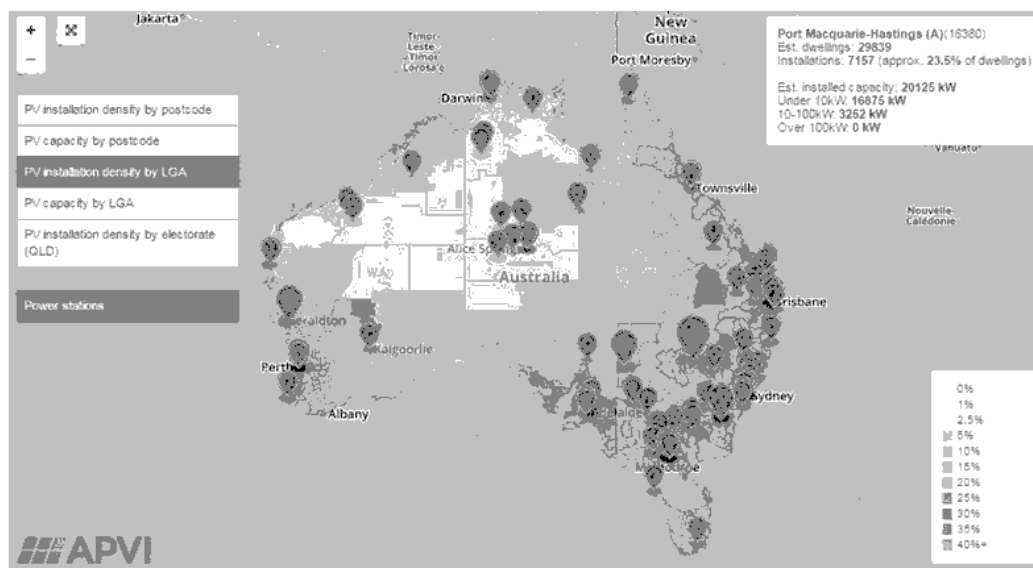 Jakarta
New
Guinea
Timor-
Leste -
Timor
Lorosa'e
Port Moresby
Darwin
+
−
PV installation density by postcode
PV capacity by postcode
PV installation density by LGA
PV capacity by LGA
PV installation density by electorate
(QLD)
Power stations
Port Macquarie-Hastings (A)(16380)
Est. dwellings: 29839
Installations: 7157 (approx. 23.5% of dwellings)
Est. installed capacity: 20125 kW
Under 10kW: 16875 kW
10-100kW: 3252 kW
Over 100kW: 0 kW
Vanuatu
Townsville
Nouvelle-
Calédonie
Alice
WA
Australia
Brisbane
Geraldton
Kalgoorlie
Perth
Albany
Adelaide
Sydney
Melbourne
0%
1%
2.5%
5%
10%
15%
20%
25%
30%
35%
40%+
APVI